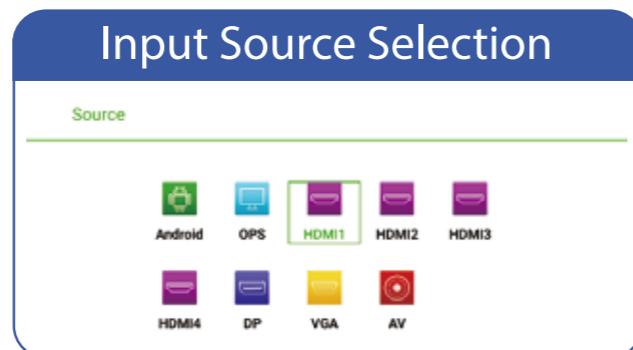 Input Source Selection
Source
Android OPS HDMI1 HDMI2 HDMI3
HDMI4 DP VGA AV